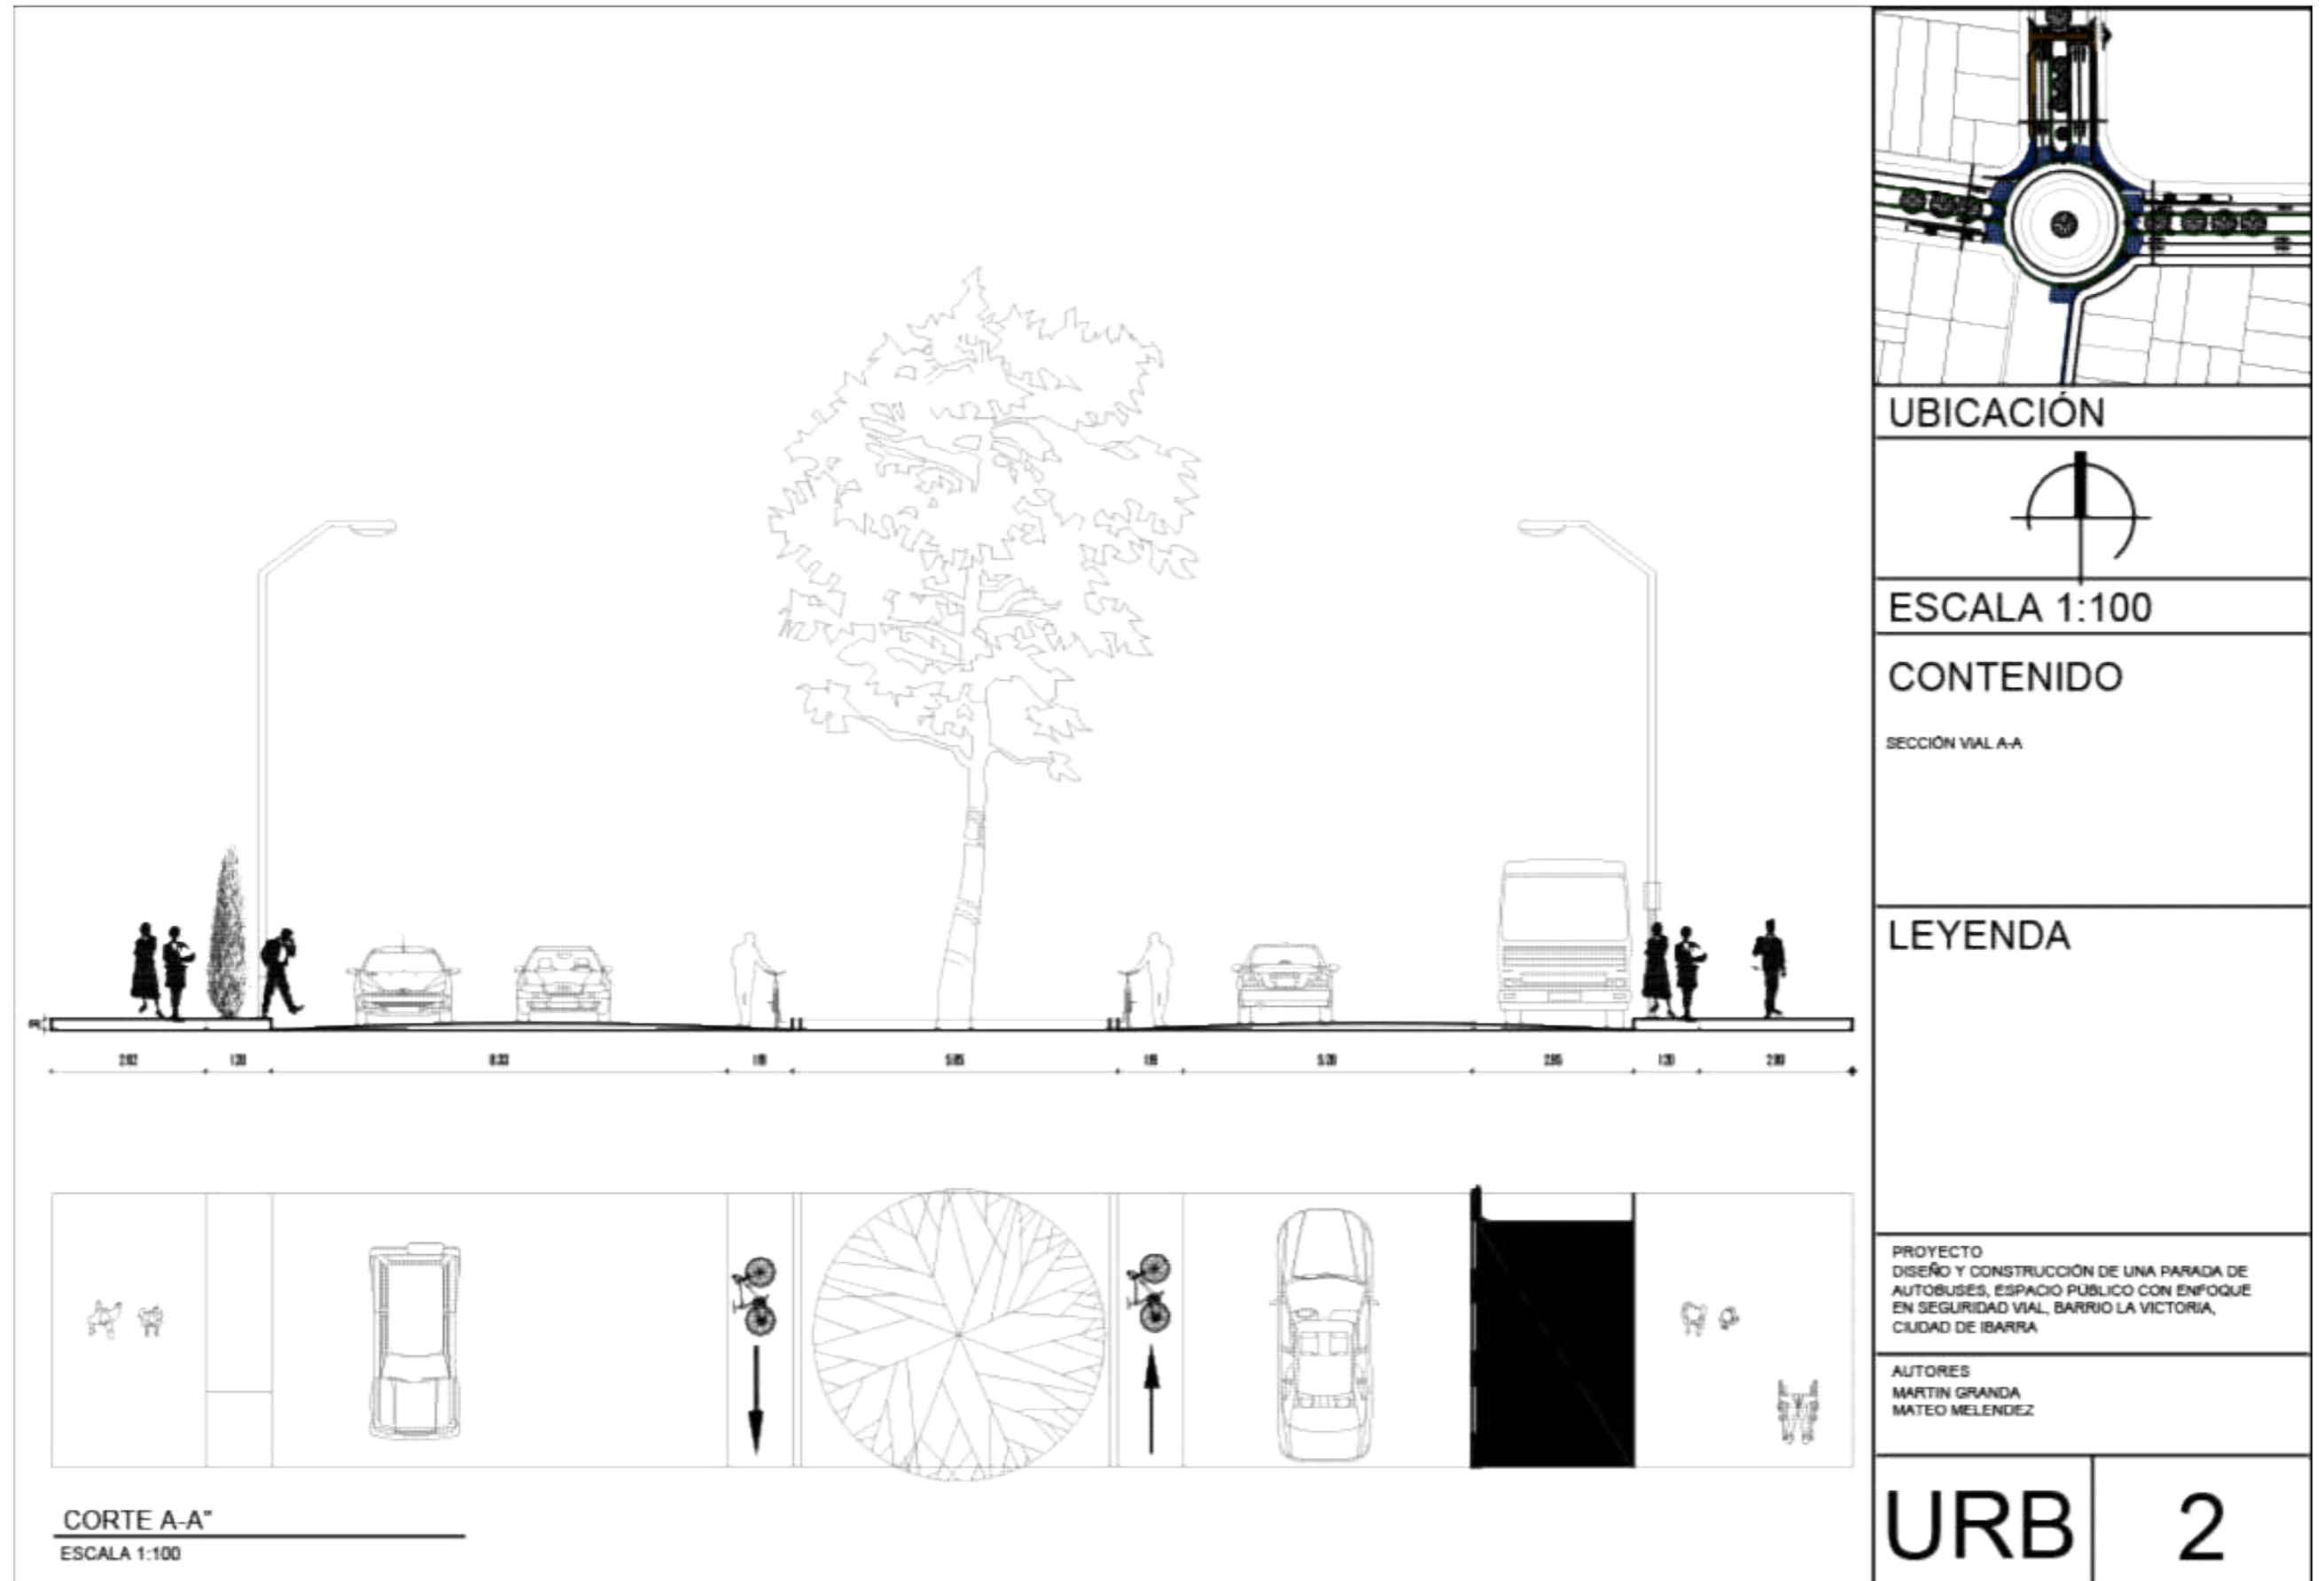 UBICACIÓN
ESCALA 1:100
CONTENIDO
SECCIÓN VIAL A-A
LEYENDA
PROYECTO
DISEÑO Y CONSTRUCCIÓN DE UNA PARADA DE
AUTOBUSES, ESPACIO PÚBLICO CON ENFOQUE
EN SEGURIDAD VIAL, BARRIO LA VICTORIA,
CIUDAD DE IBARRA
AUTORES
MARTIN GRANDA
MATEO MELENDEZ
URB 2
CORTE A-A"
ESCALA 1:100